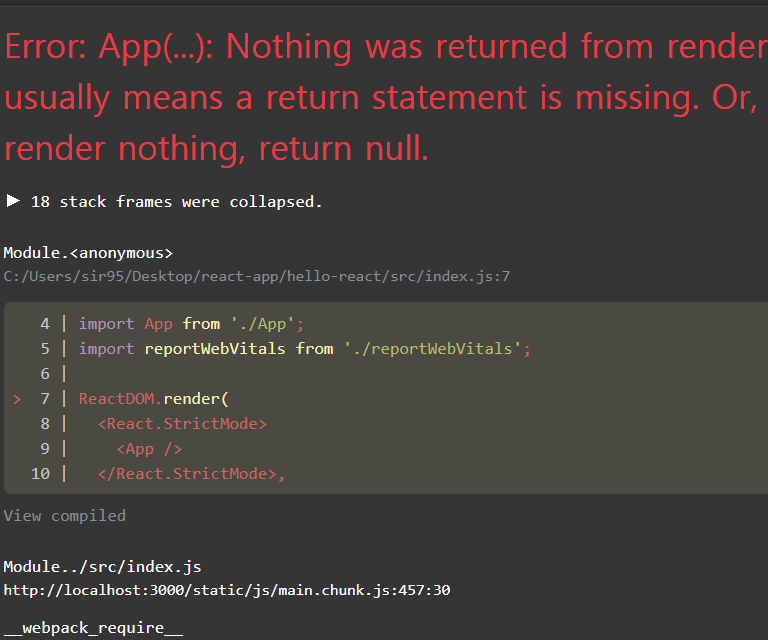 Error: App(...): Nothing was returned from render
usually means a return statement is missing. Or,
render nothing, return null.
▶ 18 stack frames were collapsed.
Module.<anonymous>
C:/Users/sir95/Desktop/react-app/hello-react/src/index.js:7
4 | import App from './App';
5 | import reportWebVitals from './reportWebVitals';
6 |
> 7 | ReactDOM.render(
8 |   <React.StrictMode>
9 |     <App />
10 |   </React.StrictMode>,
View compiled
Module../src/index.js
http://localhost:3000/static/js/main.chunk.js:457:30
__webpack_require__